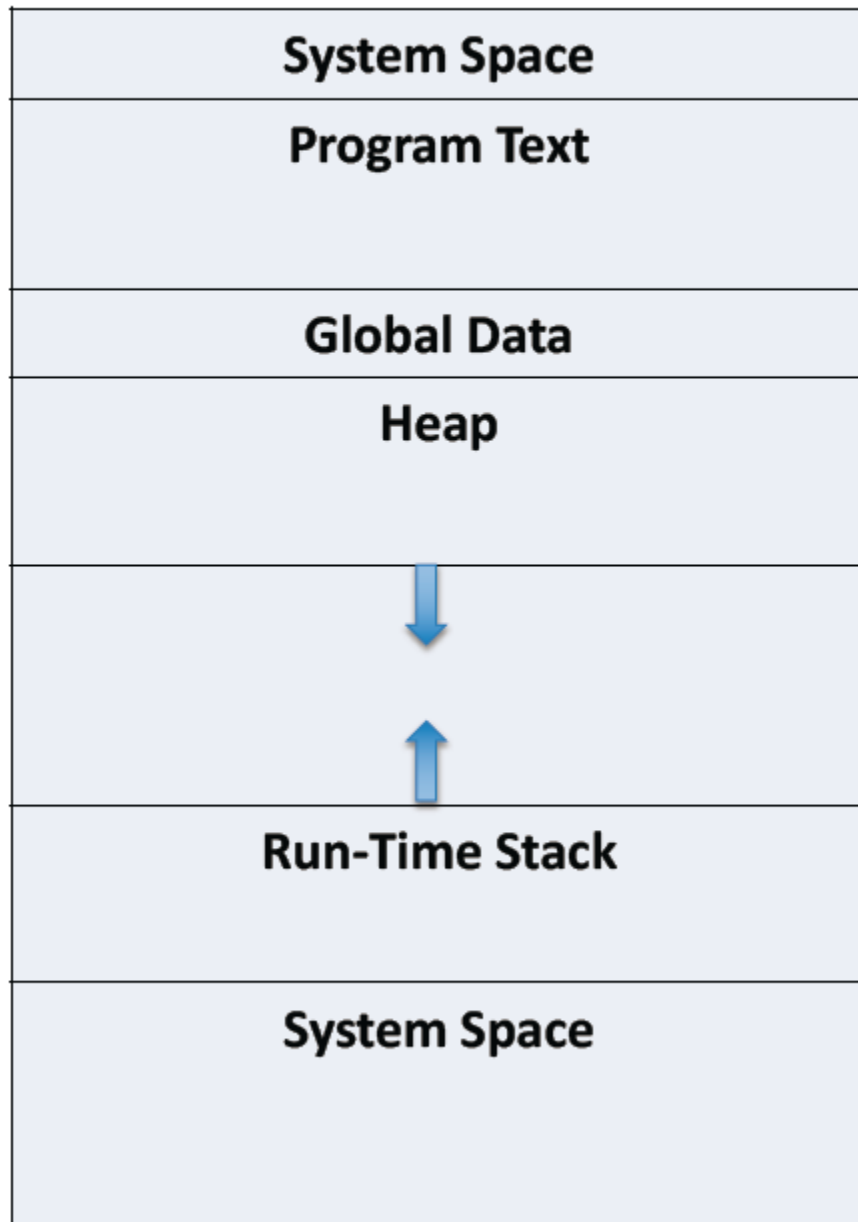 System Space
Program Text
Global Data
Heap
Run-Time Stack
System Space